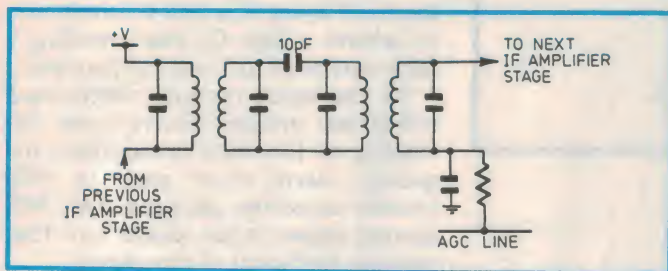 +V
10pF
TO NEXT
IF AMPLIFIER
STAGE
FROM
PREVIOUS
IF AMPLIFIER
STAGE
AGC LINE